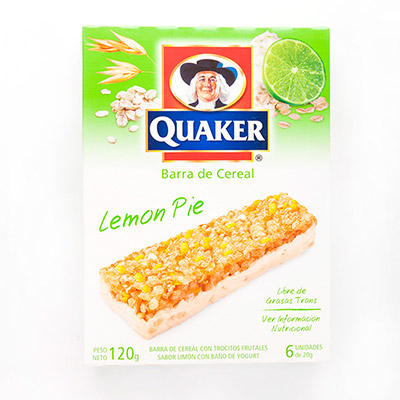 QUAKER
®
Barra de Cereal
Lemon Pie
Libre de
Grasas Trans
Ver Información
Nutricional
PESO
NETO 120g
BARRA DE CEREAL CON TROCITOS FRUTALES
SABOR LIMÓN CON BAÑO DE YOGURT
6 UNIDADES
de 20g